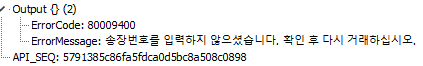 Output {} (2)
ErrorCode: 80009400
ErrorMessage: 송장번호를 입력하지 않으셨습니다. 확인 후 다시 거래하십시오.
API_SEQ: 5791385c86fa5fdca0d5bc8a508c0898